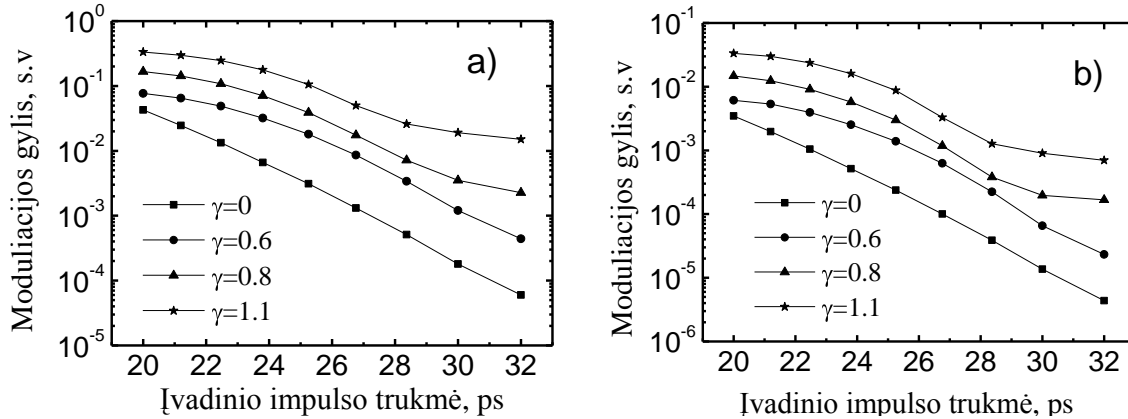 a)
Moduliacijos gylis, s.v
10^0
10^-1
10^-2
10^-3
10^-4
10^-5
γ=0
γ=0.6
γ=0.8
γ=1.1
20 22 24 26 28 30 32
Įvadinio impulso trukmė, ps
b)
Moduliacijos gylis, s.v
10^-1
10^-2
10^-3
10^-4
10^-5
10^-6
γ=0
γ=0.6
γ=0.8
γ=1.1
20 22 24 26 28 30 32
Įvadinio impulso trukmė, ps